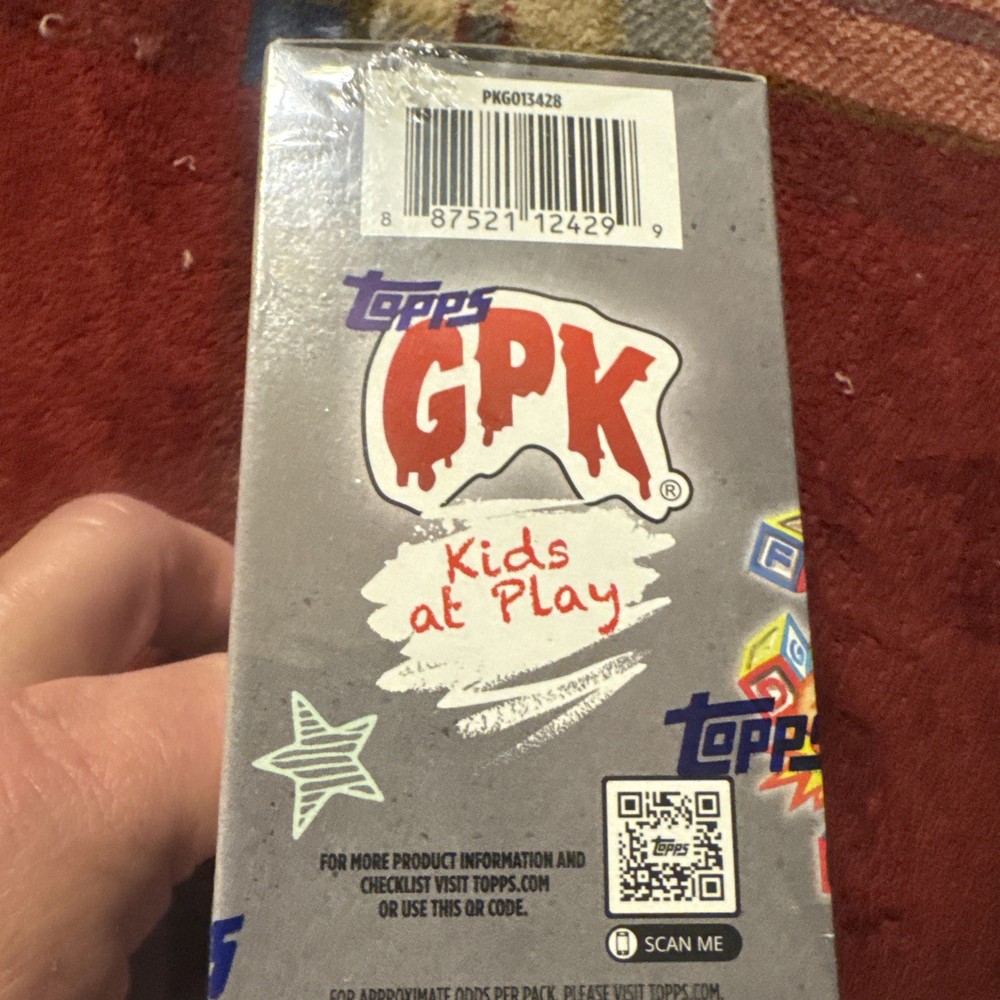 PKG013428
8 87521 12429 9
topps
GPK®
Kids
at Play
F
G
topps
topps
FOR MORE PRODUCT INFORMATION AND
CHECKLIST VISIT TOPPS.COM
OR USE THIS QR CODE.
SCAN ME
FOR APPROXIMATE ODDS PER PACK, PLEASE VISIT TOPPS.COM.